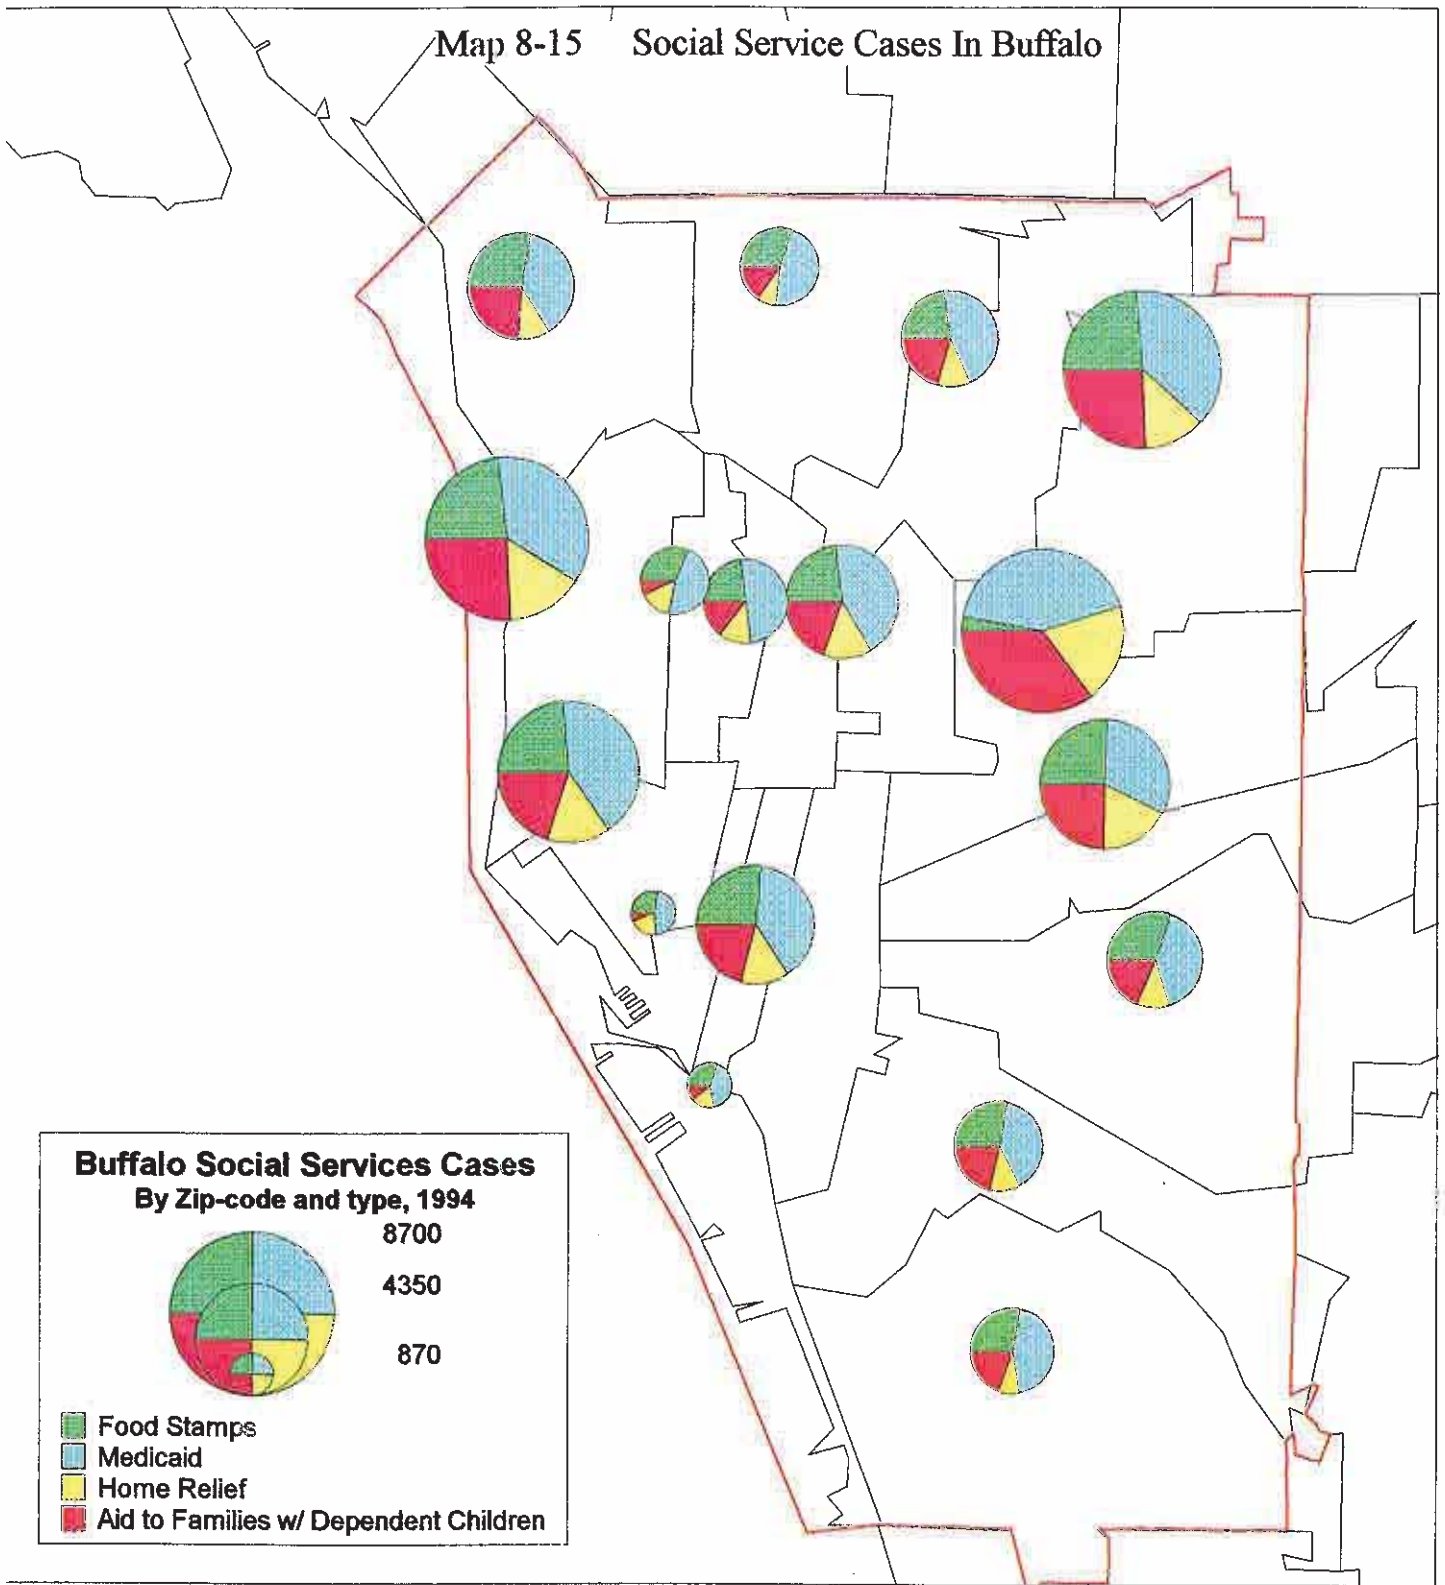 Map 8-15 Social Service Cases In Buffalo
Buffalo Social Services Cases
By Zip-code and type, 1994
8700
4350
870
Food Stamps
Medicaid
Home Relief
Aid to Families w/ Dependent Children